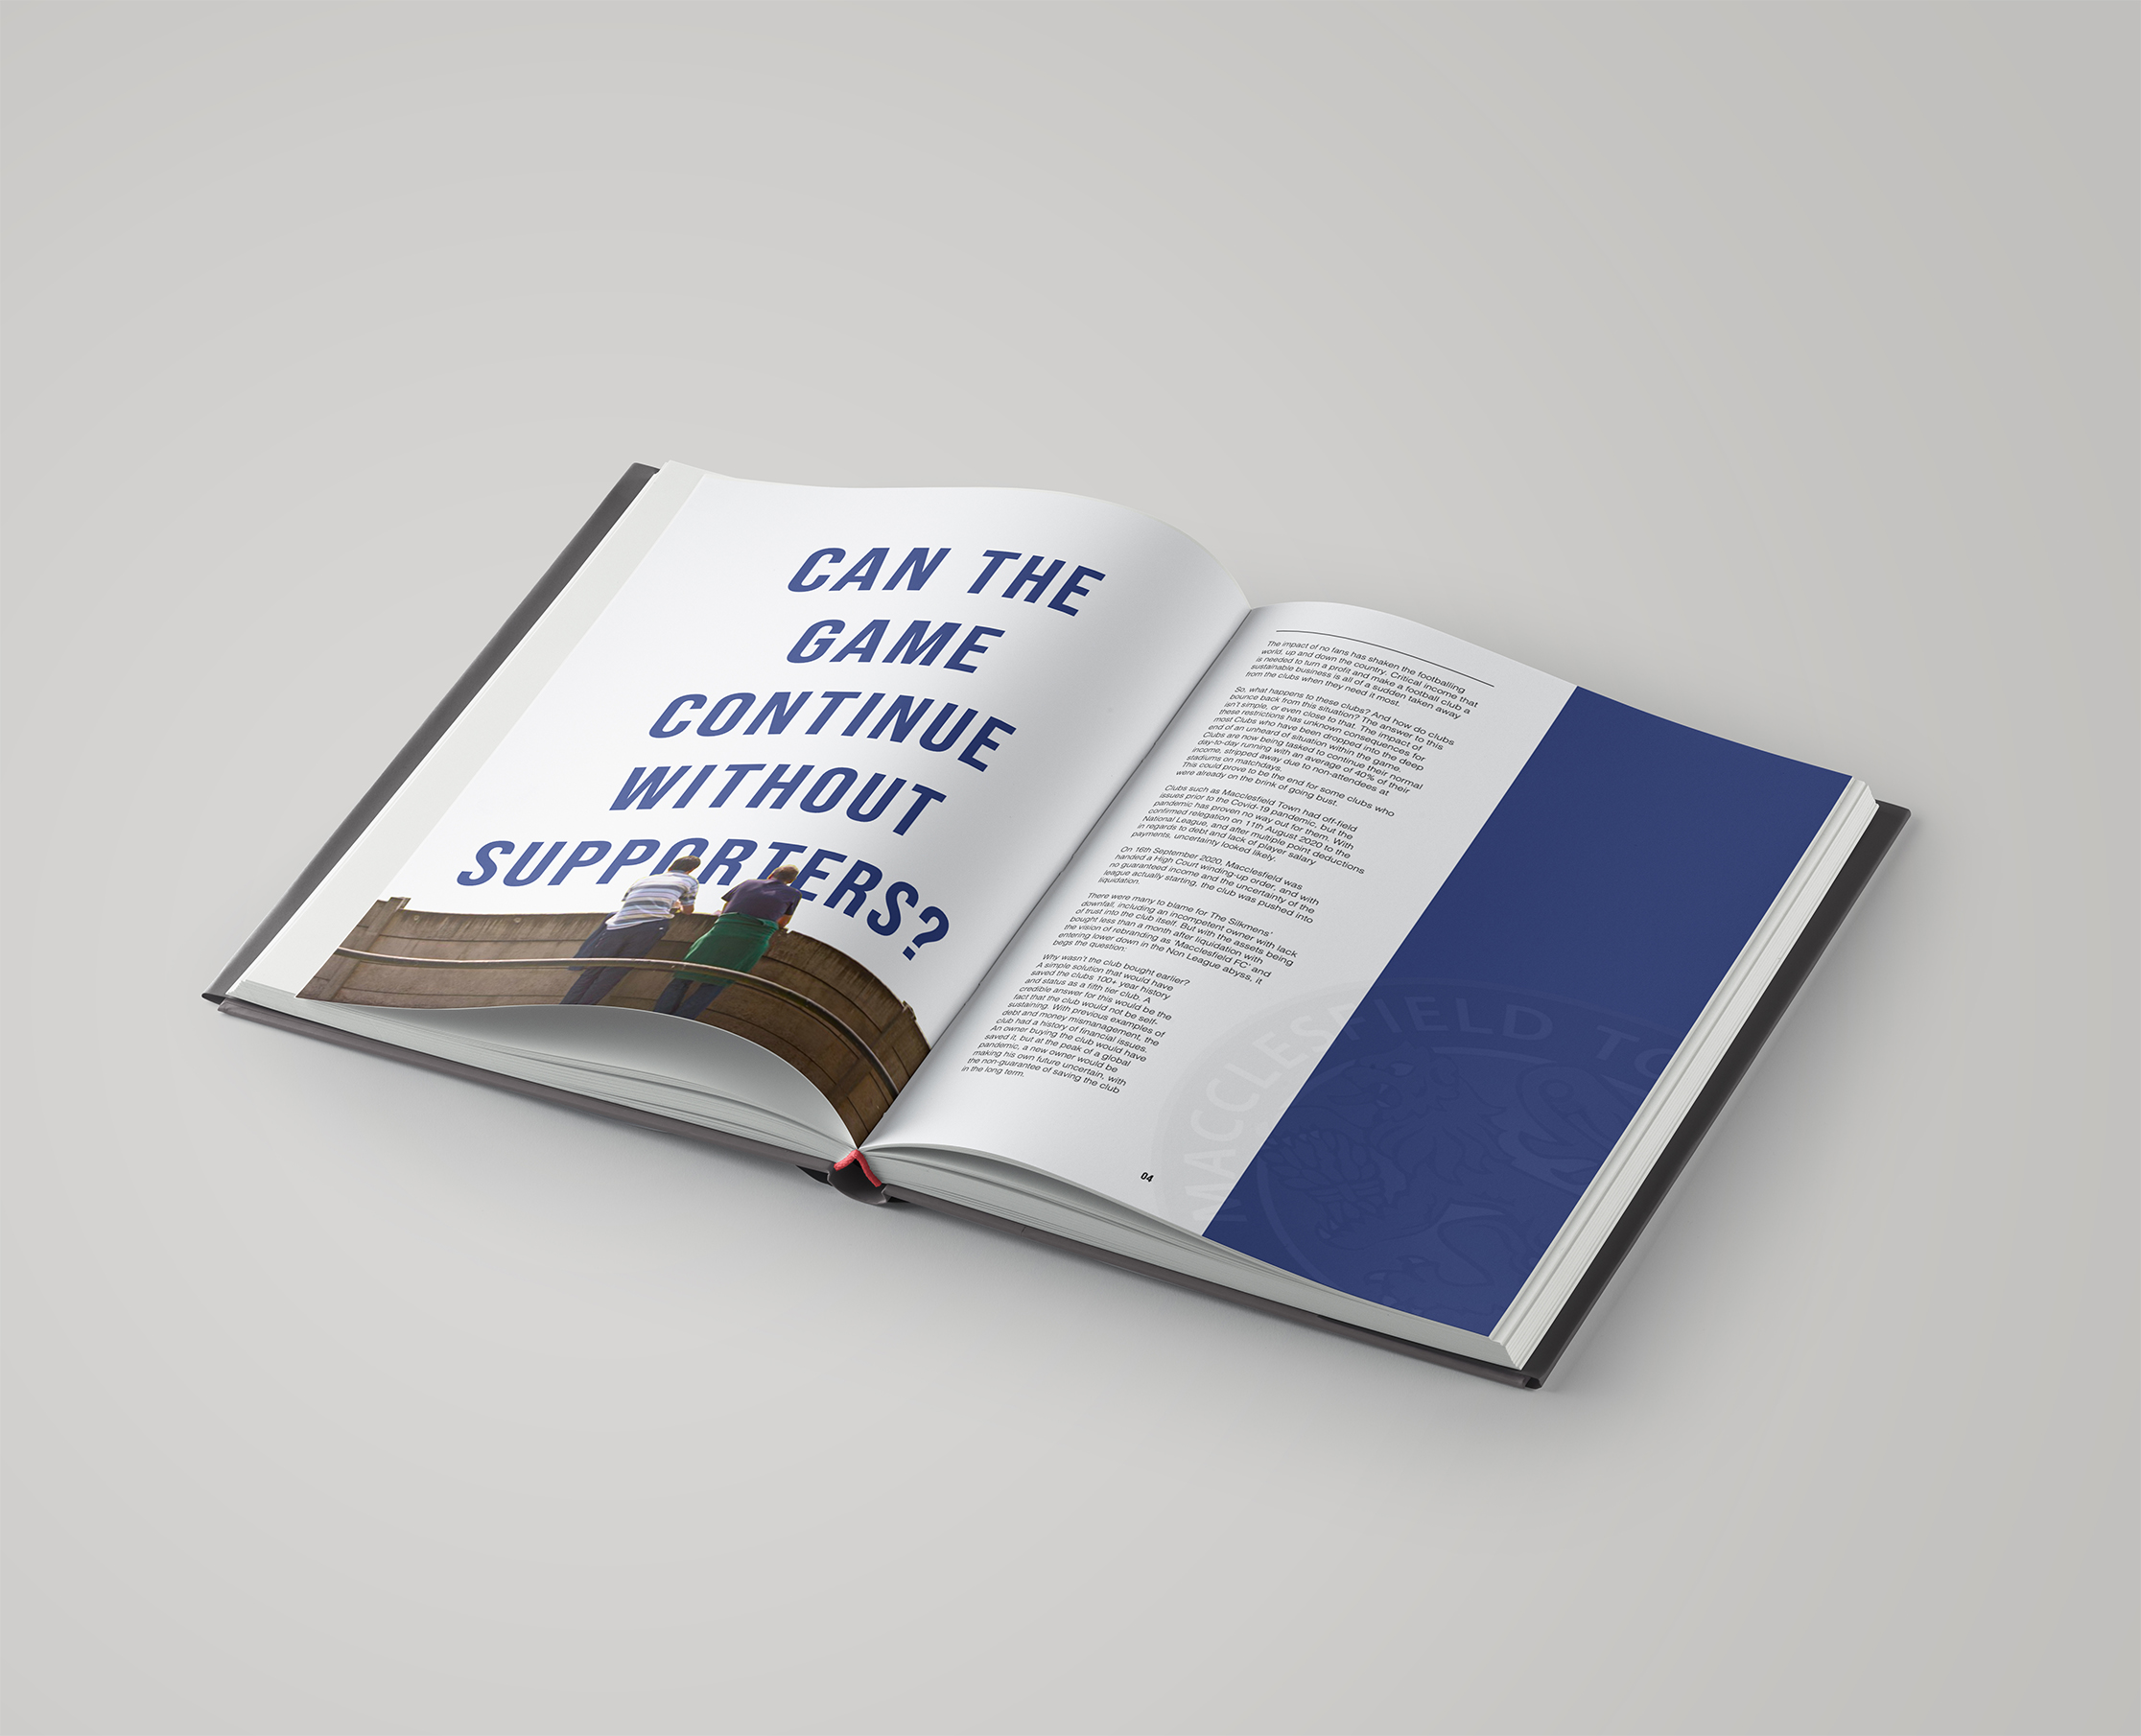 CAN THE
GAME
CONTINUE
WITHOUT
SUPPORTERS?
The impact of no fans has shaken the footballing
world, up and down the country. Critical income that
is needed to turn a profit and make a football club a
sustainable business is all of a sudden taken away
from the clubs when they need it most.
So, what happens to these clubs? And how do clubs
bounce back from this situation? The answer to this
isn't simple, or even close to that. The impact of
these restrictions has unknown consequences for
most Clubs who have been dropped into the deep
end of an unheard of situation within the game.
Clubs are now being tasked to continue their normal
day-to-day running with an average of 40% of their
income, stripped away due to non-attendees at
stadiums on matchdays.
This could prove to be the end for some clubs who
were already on the brink of going bust.
Clubs such as Macclesfield Town had off-field
issues prior to the Covid-19 pandemic, but the
pandemic has proven no way out for them. With
confirmed relegation on 11th August 2020 to the
National League, and after multiple point deductions
in regards to debt and lack of player salary
payments, uncertainty looked likely.
On 16th September 2020, Macclesfield was
handed a High Court winding-up order, and with
no guaranteed income and the uncertainty of the
league actually starting, the club was pushed into
liquidation.
There were many to blame for The Silkmens'
downfall, including an incompetent owner with lack
of trust into the club itself. But with the assets being
bought less than a month after liquidation with
the vision of rebranding as 'Macclesfield FC' and
entering lower down in the Non League abyss, it
begs the question:
Why wasn't the club bought earlier?
A simple solution that would have
saved the clubs 100+ year history
and status as a fifth tier club. A
credible answer for this would be the
fact that the club would not be self-
sustaining. With previous examples of
debt and money mismanagement, the
club had a history of financial issues.
An owner buying the club would have
saved it, but at the peak of a global
pandemic, a new owner would be
making his own future uncertain, with
the non-guarantee of saving the club
in the long term.
MACCLESFIELD TO
04